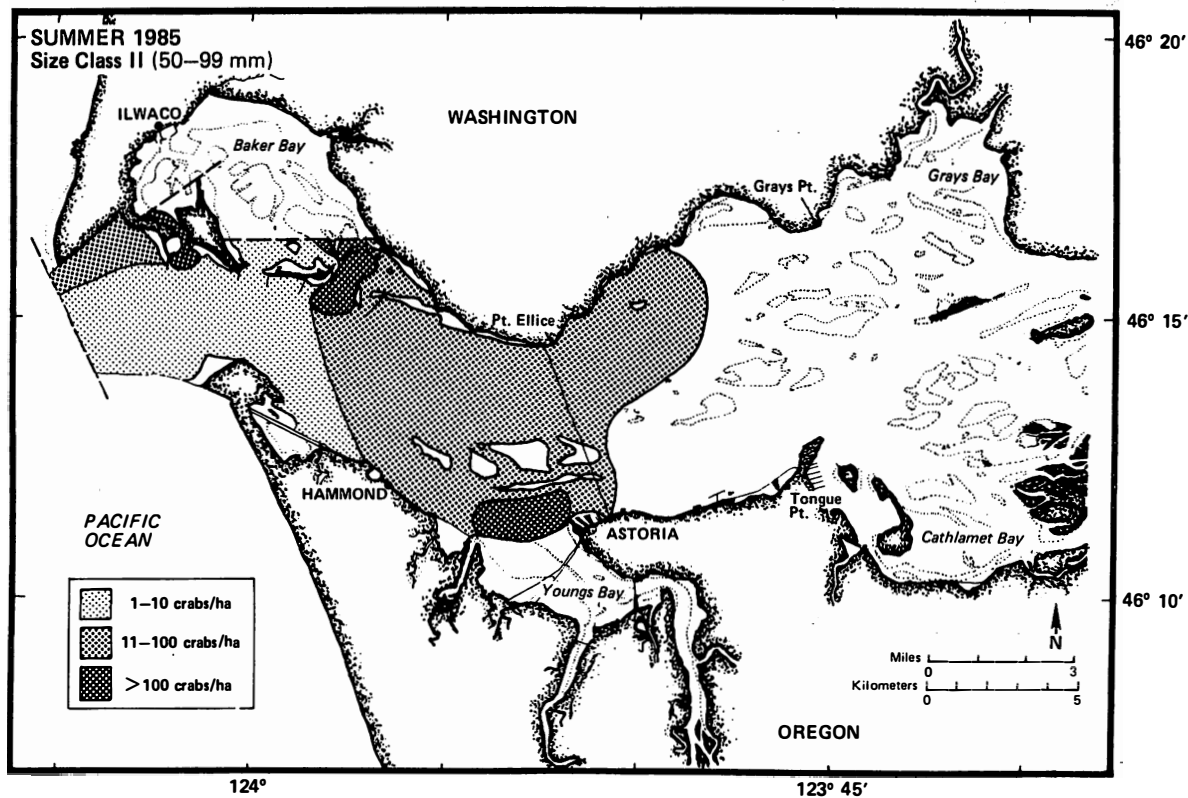 SUMMER 1985
Size Class II (50–99 mm)
46° 20′
ILWACO
WASHINGTON
Baker Bay
Grays Pt.
Grays Bay
Pt. Ellice
46° 15′
HAMMOND
Tongue
Pt.
PACIFIC
OCEAN
ASTORIA
Cathlamet Bay
Youngs Bay
46° 10′
1–10 crabs/ha
11–100 crabs/ha
>100 crabs/ha
N
Miles
0
3
Kilometers
0
5
OREGON
124°
123° 45′